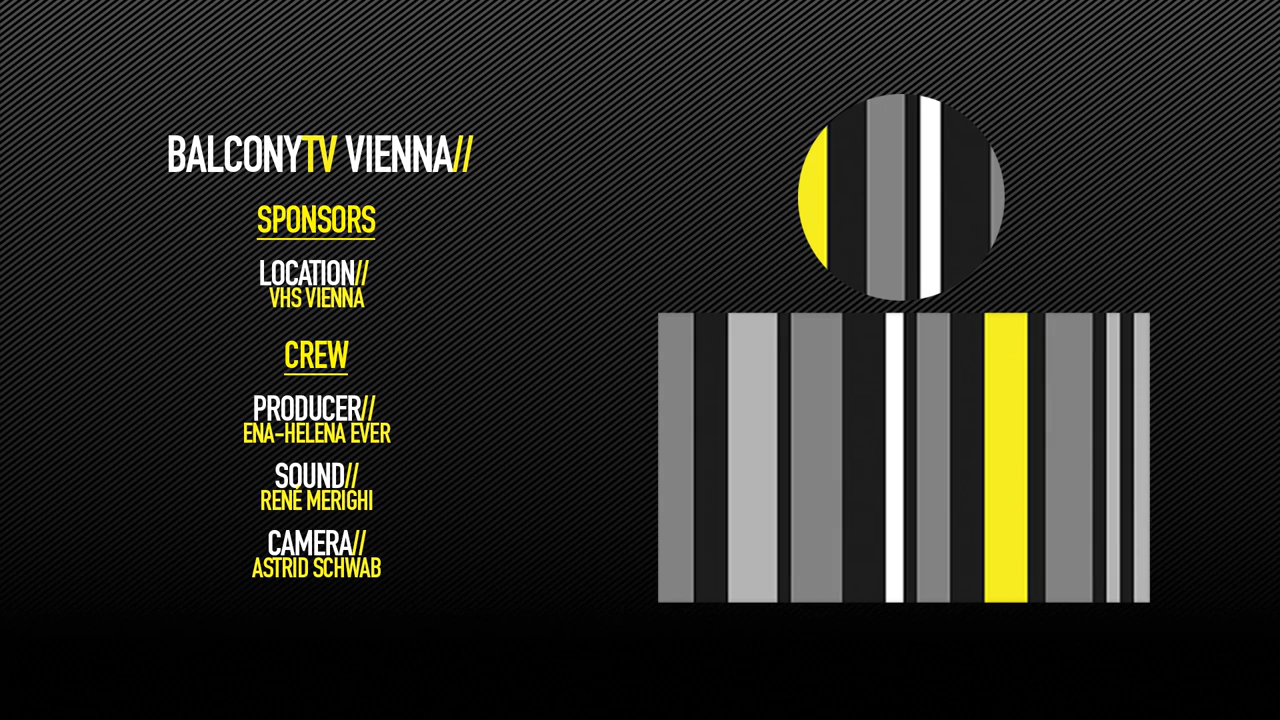 BALCONYTV VIENNA//
SPONSORS
LOCATION//
VHS VIENNA
CREW
PRODUCER//
ENA-HELENA EVER
SOUND//
RENÉ MERIGHI
CAMERA//
ASTRID SCHWAB